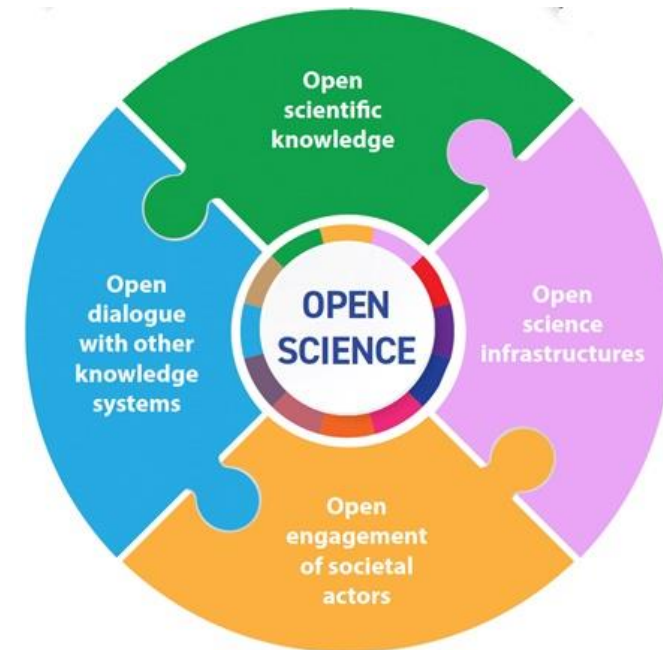 Open
scientific
knowledge
Open
dialogue
with other
knowledge
systems
OPEN
SCIENCE
Open
science
infrastructures
Open
engagement
of societal
actors